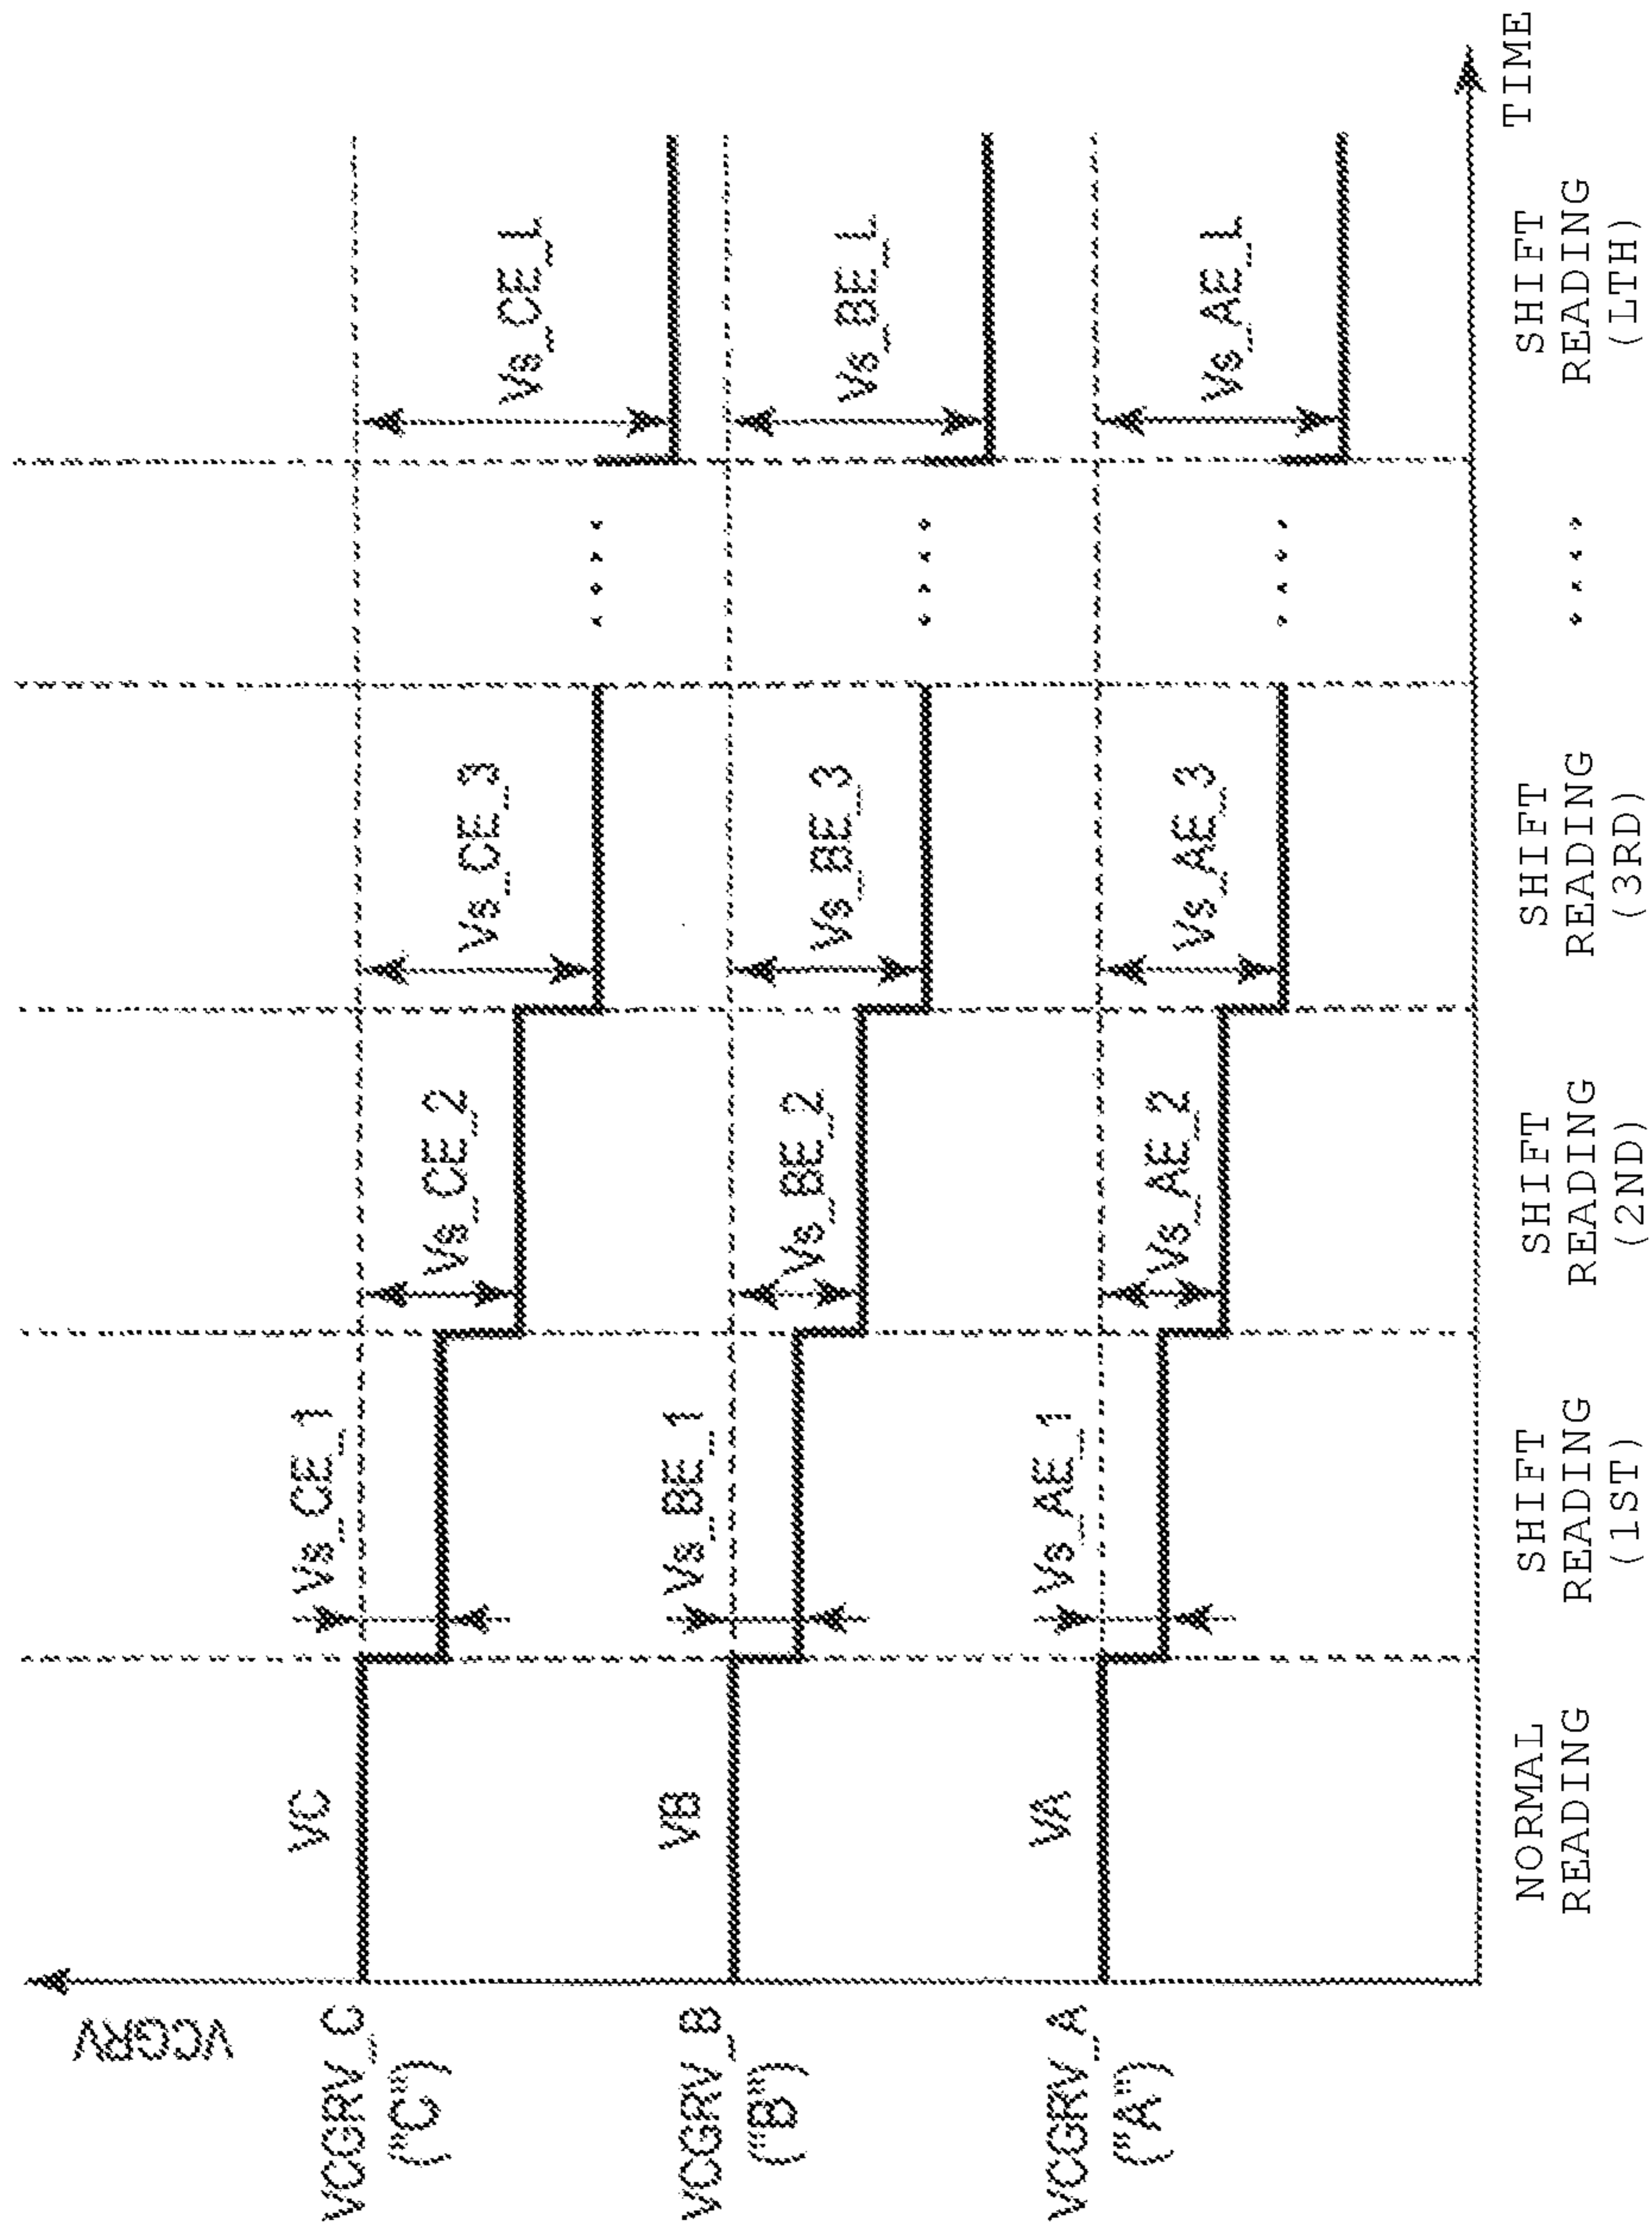 VCGRV
VCGRV_C
("C")
VC
Vs_CE_1
Vs_CE_2
Vs_CE_3
Vs_CE_L
VCGRV_B
("B")
VB
Vs_BE_1
Vs_BE_2
Vs_BE_3
Vs_BE_L
VCGRV_A
("A")
VA
Vs_AE_1
Vs_AE_2
Vs_AE_3
Vs_AE_L
NORMAL
READING
SHIFT
READING
(1ST)
SHIFT
READING
(2ND)
SHIFT
READING
(3RD)
SHIFT
READING
(LTH)
TIME